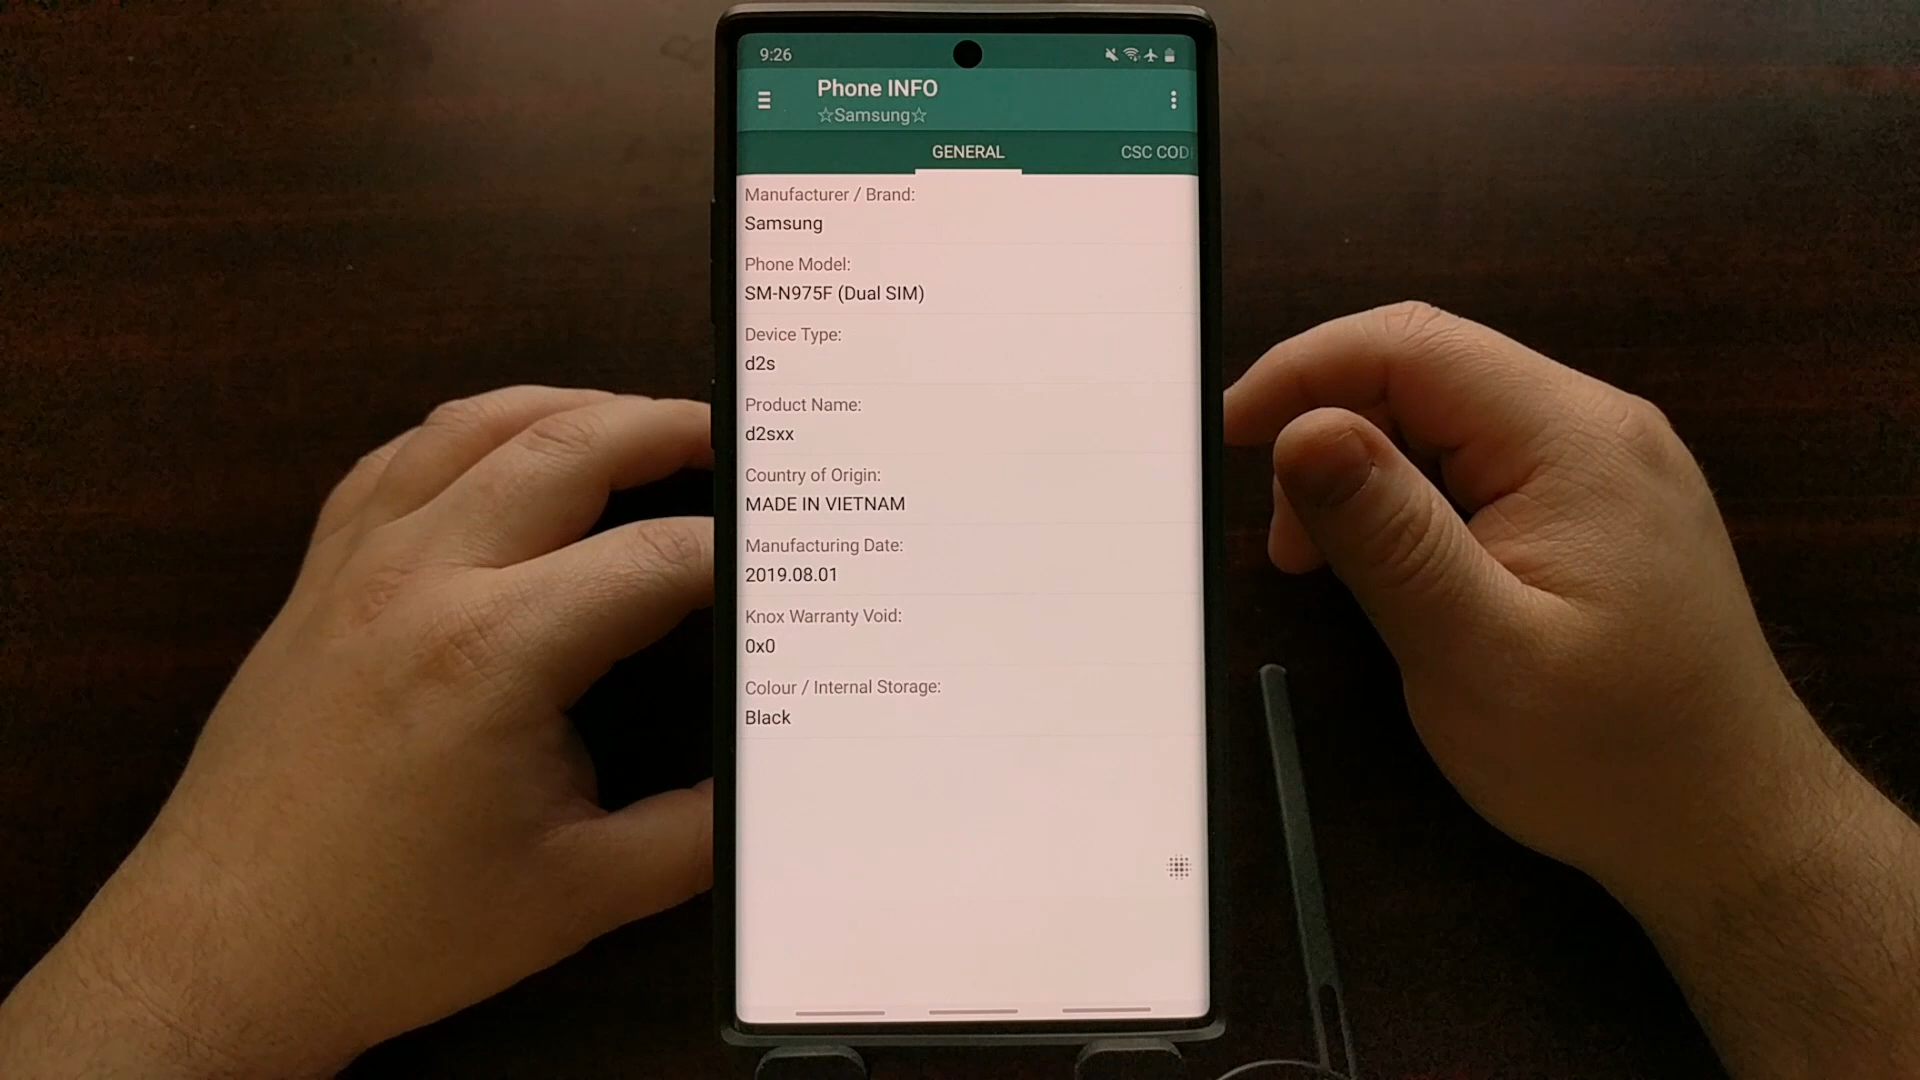 9:26
Phone INFO
☆Samsung☆
GENERAL
CSC COD
Manufacturer / Brand:
Samsung
Phone Model:
SM-N975F (Dual SIM)
Device Type:
d2s
Product Name:
d2sxx
Country of Origin:
MADE IN VIETNAM
Manufacturing Date:
2019.08.01
Knox Warranty Void:
0x0
Colour / Internal Storage:
Black